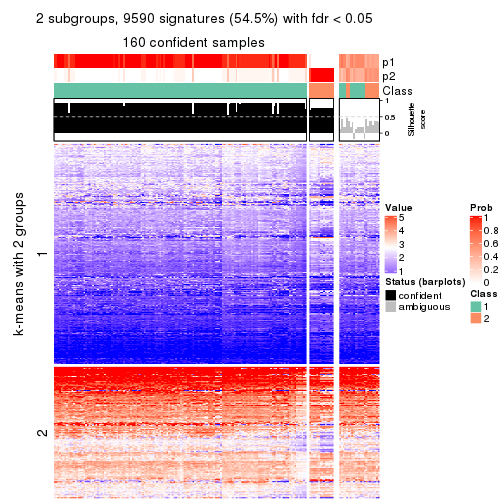 2 subgroups, 9590 signatures (54.5%) with fdr < 0.05
160 confident samples
p1
p2
Class
1
0.5
0
Silhouette
score
k-means with 2 groups
1
2
Value
5
4
3
2
1
Status (barplots)
confident
ambiguous
Prob
1
0.8
0.6
0.4
0.2
0
Class
1
2